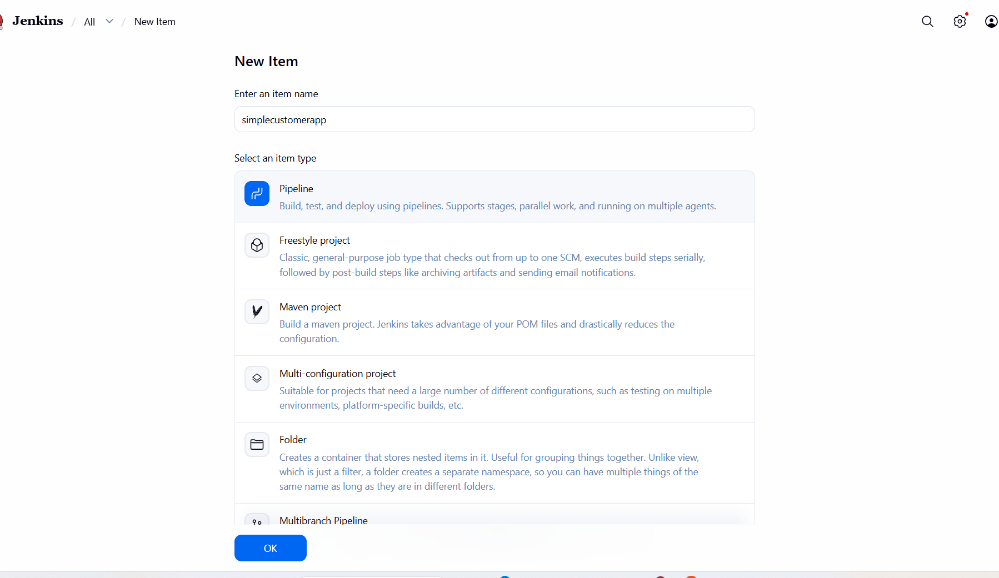 Jenkins / All / New Item
New Item
Enter an item name
simplecustomerapp
Select an item type
Pipeline
Build, test, and deploy using pipelines. Supports stages, parallel work, and running on multiple agents.
Freestyle project
Classic, general-purpose job type that checks out from up to one SCM, executes build steps serially,
followed by post-build steps like archiving artifacts and sending email notifications.
Maven project
Build a maven project. Jenkins takes advantage of your POM files and drastically reduces the
configuration.
Multi-configuration project
Suitable for projects that need a large number of different configurations, such as testing on multiple
environments, platform-specific builds, etc.
Folder
Creates a container that stores nested items in it. Useful for grouping things together. Unlike view,
which is just a filter, a folder creates a separate namespace, so you can have multiple things of the
same name as long as they are in different folders.
Multibranch Pipeline
OK